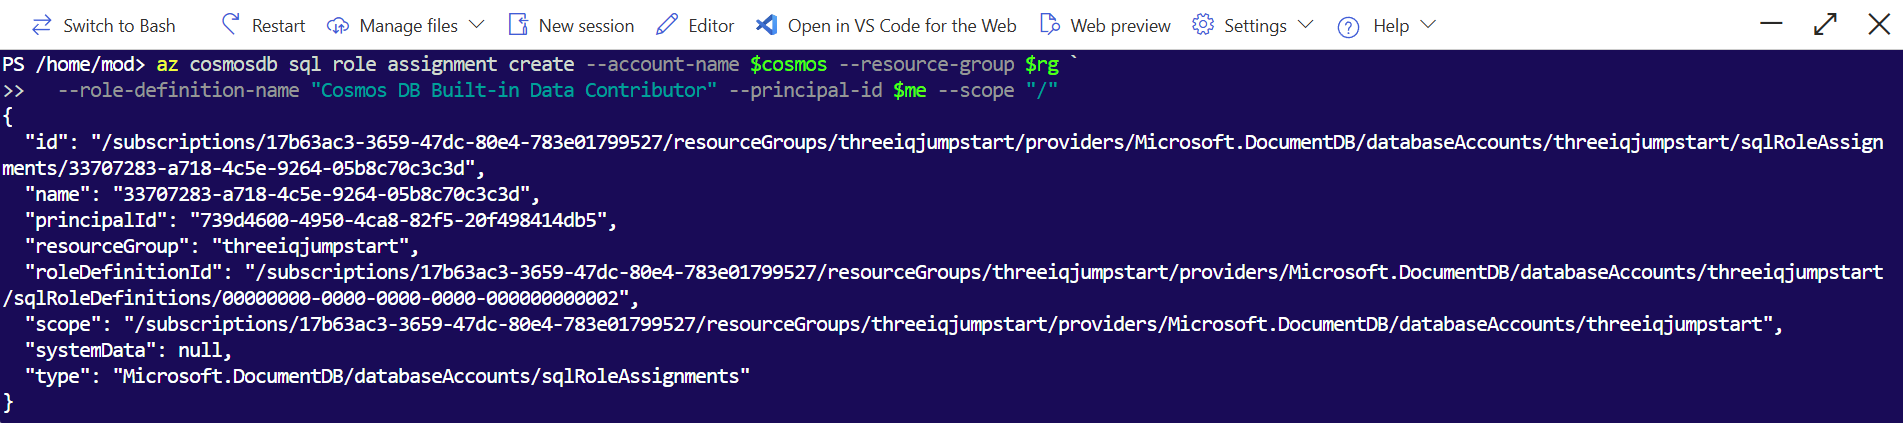 Switch to Bash Restart Manage files New session Editor Open in VS Code for the Web Web preview Settings Help
PS /home/mod> az cosmosdb sql role assignment create --account-name $cosmos --resource-group $rg `
>>   --role-definition-name "Cosmos DB Built-in Data Contributor" --principal-id $me --scope "/"
{
  "id": "/subscriptions/17b63ac3-3659-47dc-80e4-783e01799527/resourceGroups/threeiqjumpstart/providers/Microsoft.DocumentDB/databaseAccounts/threeiqjumpstart/sqlRoleAssign
ments/33707283-a718-4c5e-9264-05b8c70c3c3d",
  "name": "33707283-a718-4c5e-9264-05b8c70c3c3d",
  "principalId": "739d4600-4950-4ca8-82f5-20f498414db5",
  "resourceGroup": "threeiqjumpstart",
  "roleDefinitionId": "/subscriptions/17b63ac3-3659-47dc-80e4-783e01799527/resourceGroups/threeiqjumpstart/providers/Microsoft.DocumentDB/databaseAccounts/threeiqjumpstart
/sqlRoleDefinitions/00000000-0000-0000-0000-000000000002",
  "scope": "/subscriptions/17b63ac3-3659-47dc-80e4-783e01799527/resourceGroups/threeiqjumpstart/providers/Microsoft.DocumentDB/databaseAccounts/threeiqjumpstart",
  "systemData": null,
  "type": "Microsoft.DocumentDB/databaseAccounts/sqlRoleAssignments"
}